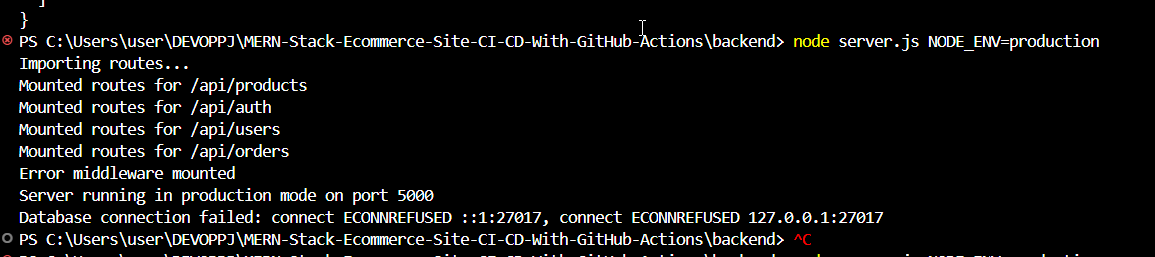 ]
}
PS C:\Users\user\DEVOPPJ\MERN-Stack-Ecommerce-Site-CI-CD-With-GitHub-Actions\backend> node server.js NODE_ENV=production
Importing routes...
Mounted routes for /api/products
Mounted routes for /api/auth
Mounted routes for /api/users
Mounted routes for /api/orders
Error middleware mounted
Server running in production mode on port 5000
Database connection failed: connect ECONNREFUSED ::1:27017, connect ECONNREFUSED 127.0.0.1:27017
PS C:\Users\user\DEVOPPJ\MERN-Stack-Ecommerce-Site-CI-CD-With-GitHub-Actions\backend> ^C